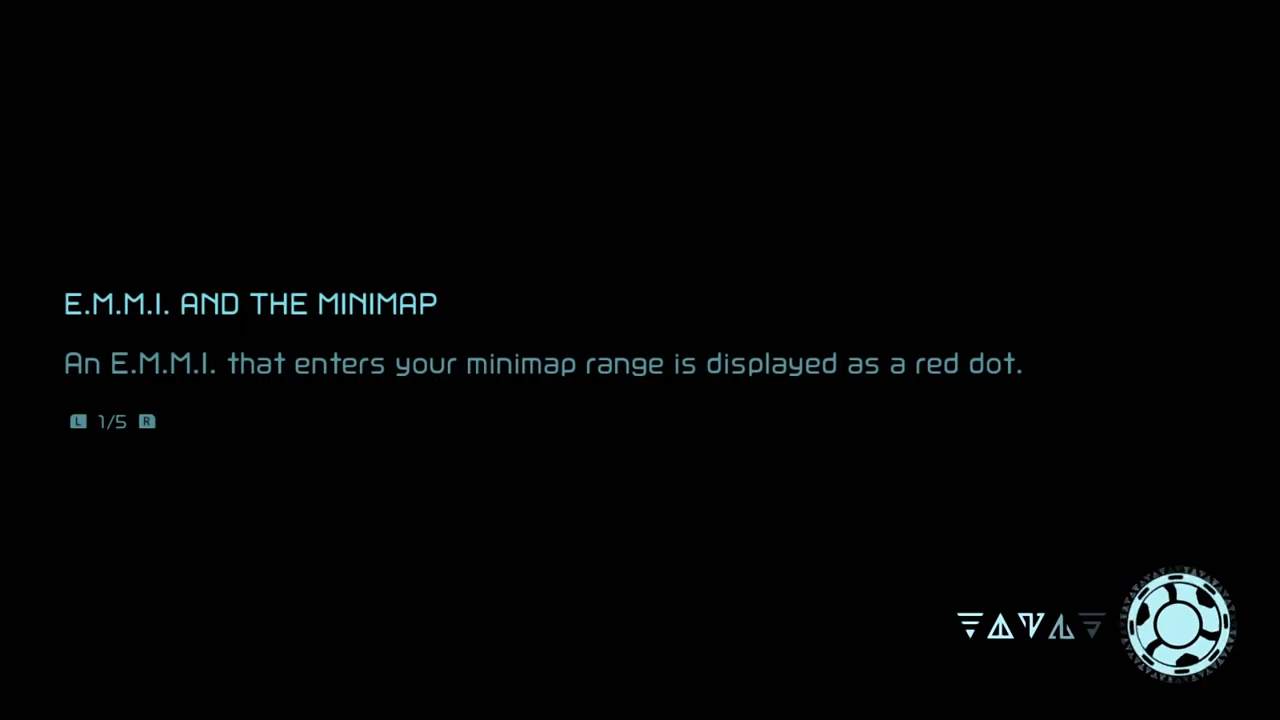 E.M.M.I. AND THE MINIMAP
An E.M.M.I. that enters your minimap range is displayed as a red dot.
L 1/5 R